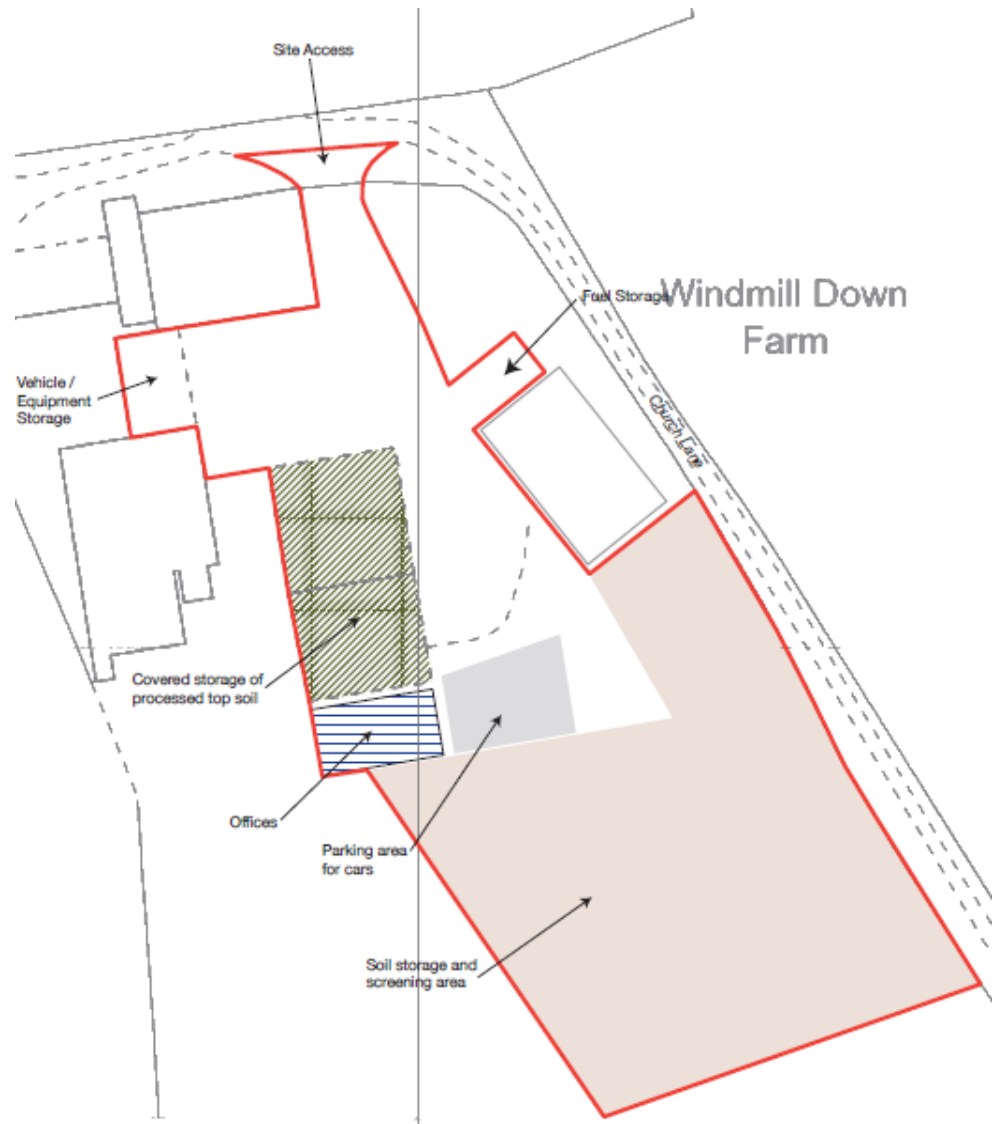 Site Access
Fuel Storage
Windmill Down
Farm
Vehicle /
Equipment
Storage
Church Lane
Covered storage of
processed top soil
Offices
Parking area
for cars
Soil storage and
screening area